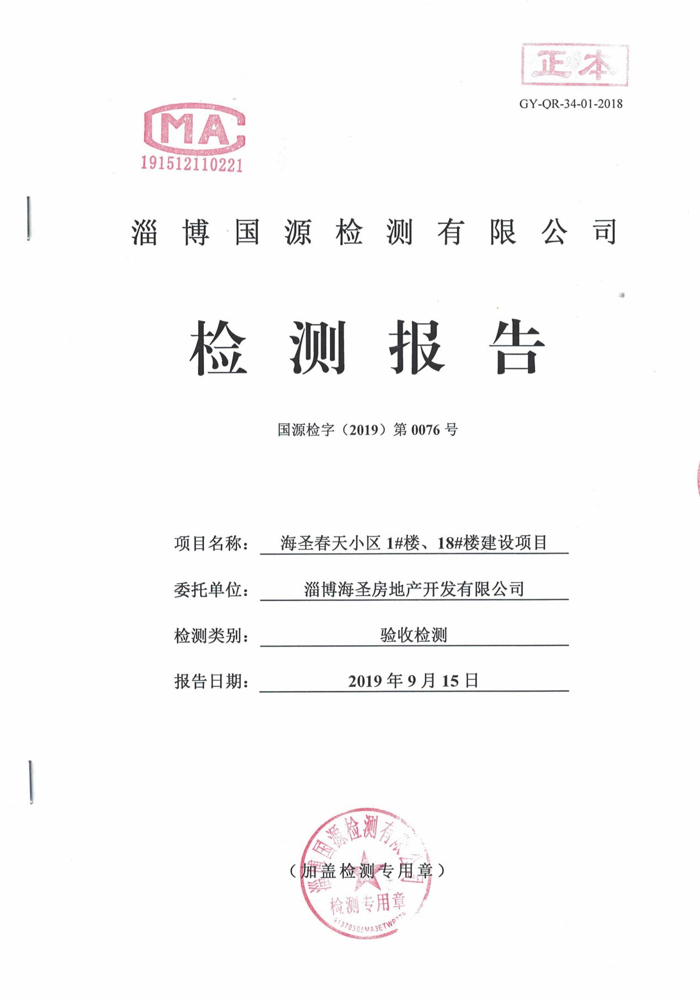 正本
GY-QR-34-01-2018
MA
191512110221
淄博国源检测有限公司
检测报告
国源检字（2019）第 0076 号
项目名称： 海圣春天小区 1#楼、18#楼建设项目
委托单位： 淄博海圣房地产开发有限公司
检测类别： 验收检测
报告日期： 2019 年 9 月 15 日
淄博国源检测有限公司
（加盖检测专用章）
检测专用章